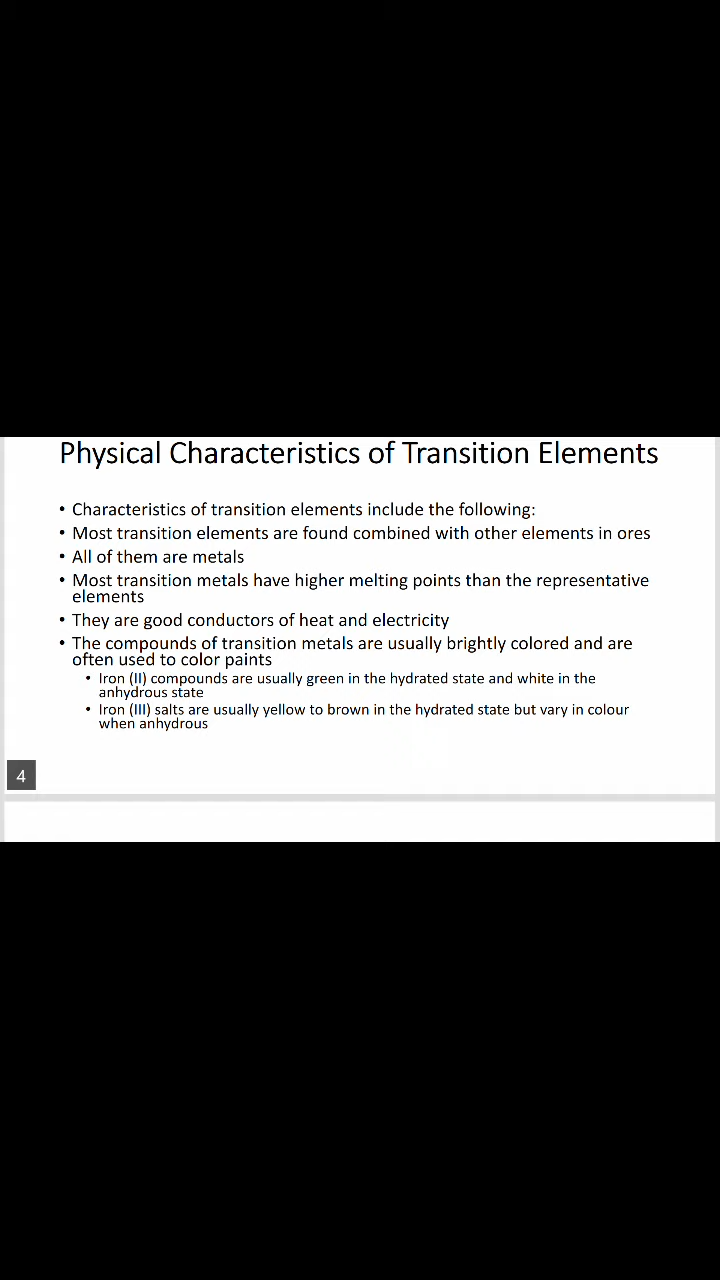 Physical Characteristics of Transition Elements
• Characteristics of transition elements include the following:
• Most transition elements are found combined with other elements in ores
• All of them are metals
• Most transition metals have higher melting points than the representative
elements
• They are good conductors of heat and electricity
• The compounds of transition metals are usually brightly colored and are
often used to color paints
• Iron (II) compounds are usually green in the hydrated state and white in the
anhydrous state
• Iron (III) salts are usually yellow to brown in the hydrated state but vary in colour
when anhydrous
4